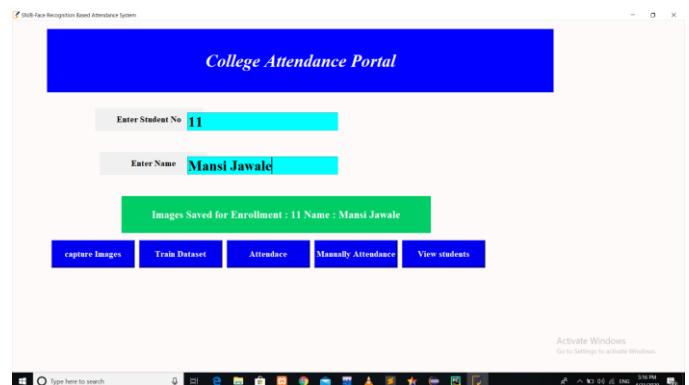 SNJB-Face Recognition Based Attendance System
College Attendance Portal
Enter Student No 11
Enter Name Mansi Jawale
Images Saved for Enrollment : 11 Name : Mansi Jawale
capture Images Train Dataset Attendace Manually Attendance View students
Activate Windows
Go to Settings to activate Windows.
Type here to search
ENG 5:16 PM